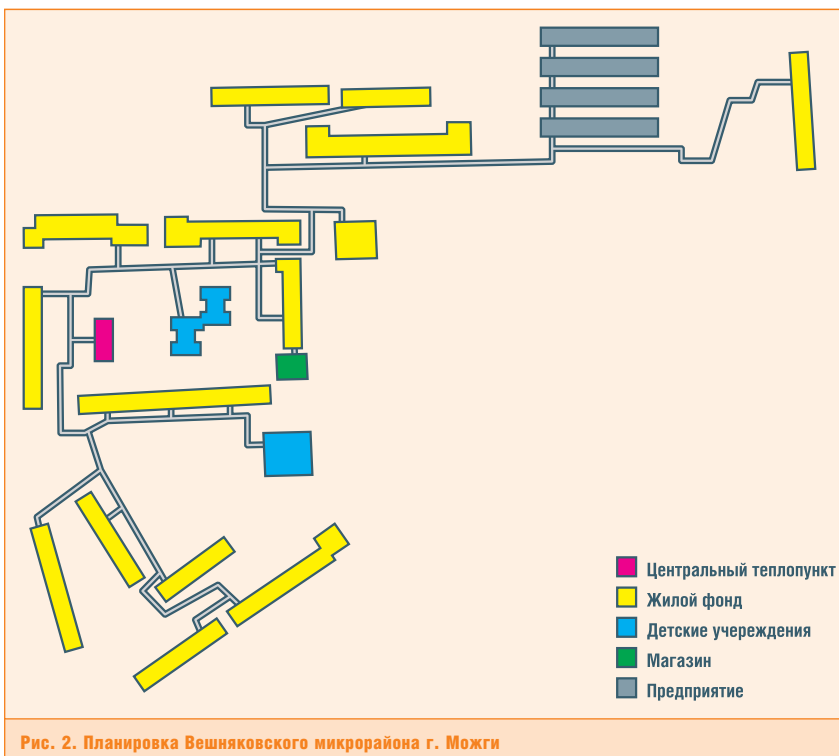 Центральный теплопункт
Жилой фонд
Детские учереждения
Магазин
Предприятие
Рис. 2. Планировка Вешняковского микрорайона г. Можги